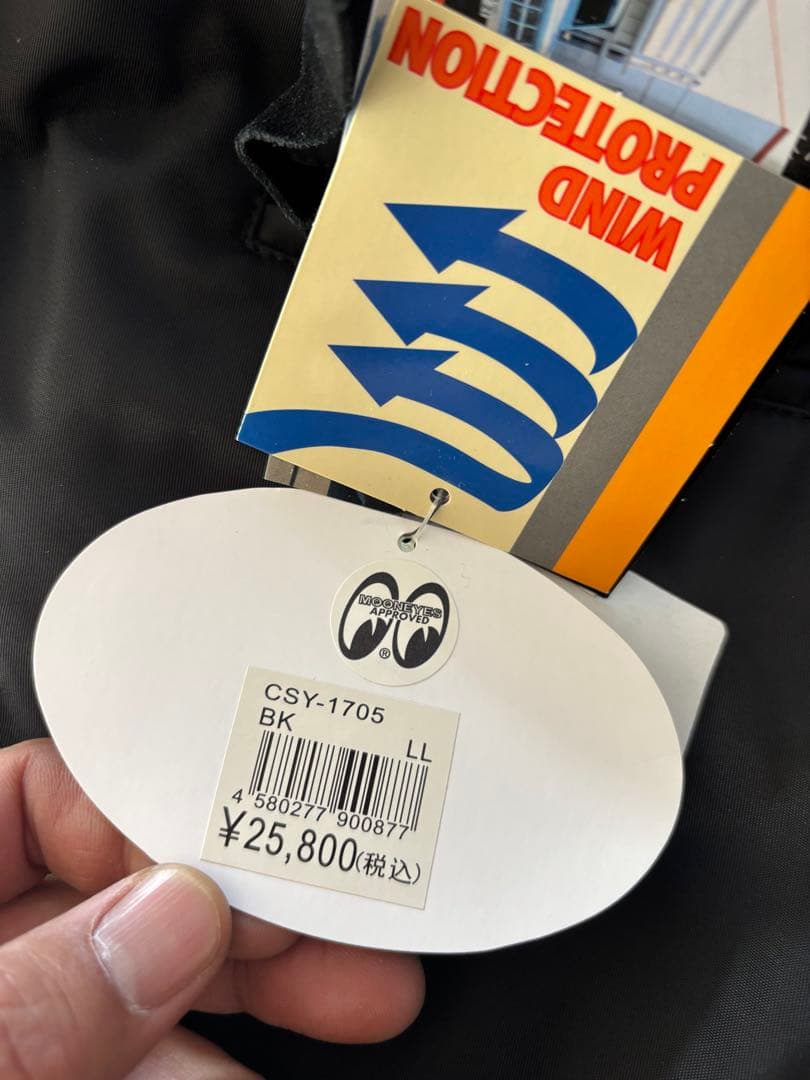 WIND
PROTECTION
MOONEYES
APPROVED
®
CSY-1705
BK
LL
4 580277 900877
¥25,800(税込)